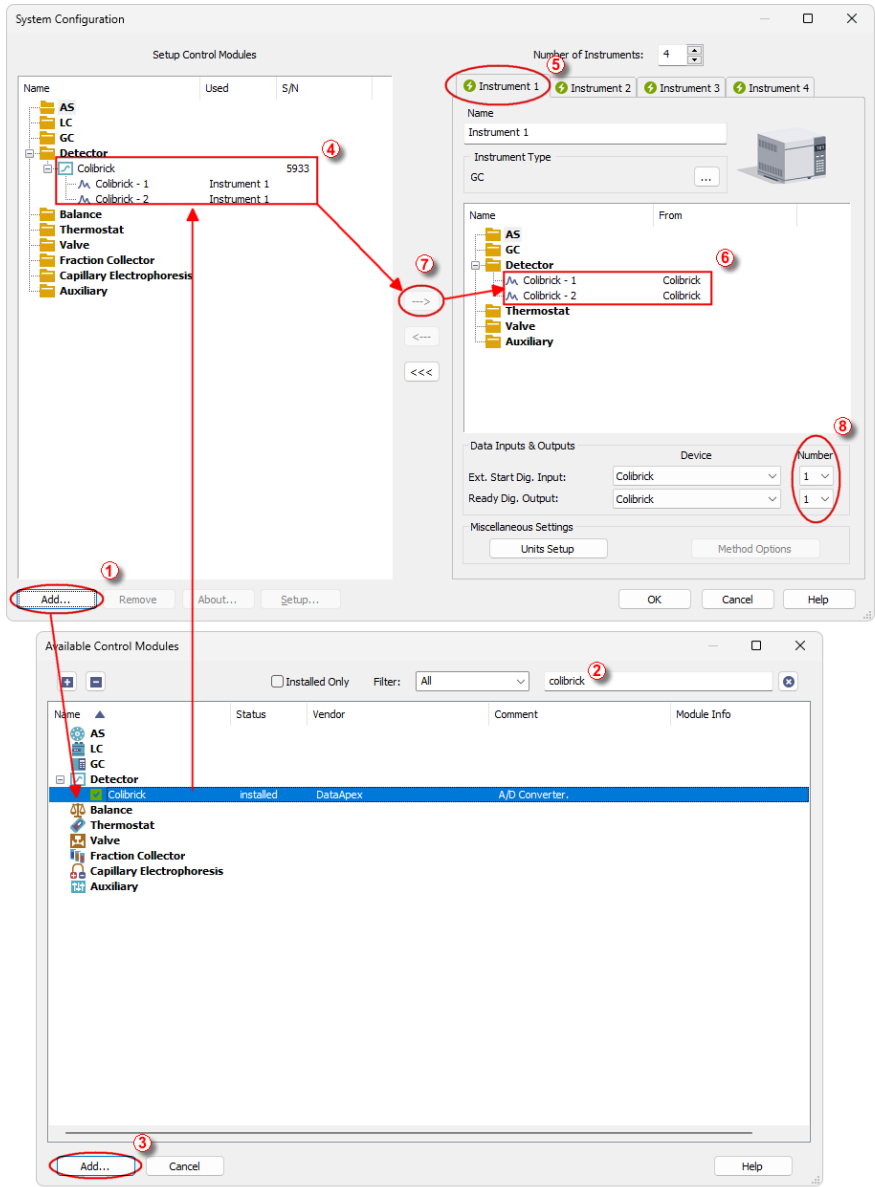 System Configuration
Setup Control Modules
Number of Instruments: 4
Name Used S/N
AS
LC
GC
Detector
Colibrick 5933
Colibrick - 1 Instrument 1
Colibrick - 2 Instrument 1
Balance
Thermostat
Valve
Fraction Collector
Capillary Electrophoresis
Auxiliary
4
7
--->
<---
<<<
5
Instrument 1 Instrument 2 Instrument 3 Instrument 4
Name
Instrument 1
Instrument Type
GC ...
Name From
AS
GC
Detector
6
Colibrick - 1 Colibrick
Colibrick - 2 Colibrick
Thermostat
Valve
Auxiliary
8
Data Inputs & Outputs
Device Number
Ext. Start Dig. Input: Colibrick 1
Ready Dig. Output: Colibrick 1
Miscellaneous Settings
Units Setup Method Options
1
Add... Remove About... Setup... OK Cancel Help
Available Control Modules
2
Installed Only Filter: All colibrick
Name Status Vendor Comment Module Info
AS
LC
GC
Detector
Colibrick installed DataApex A/D Converter.
Balance
Thermostat
Valve
Fraction Collector
Capillary Electrophoresis
Auxiliary
3
Add... Cancel Help